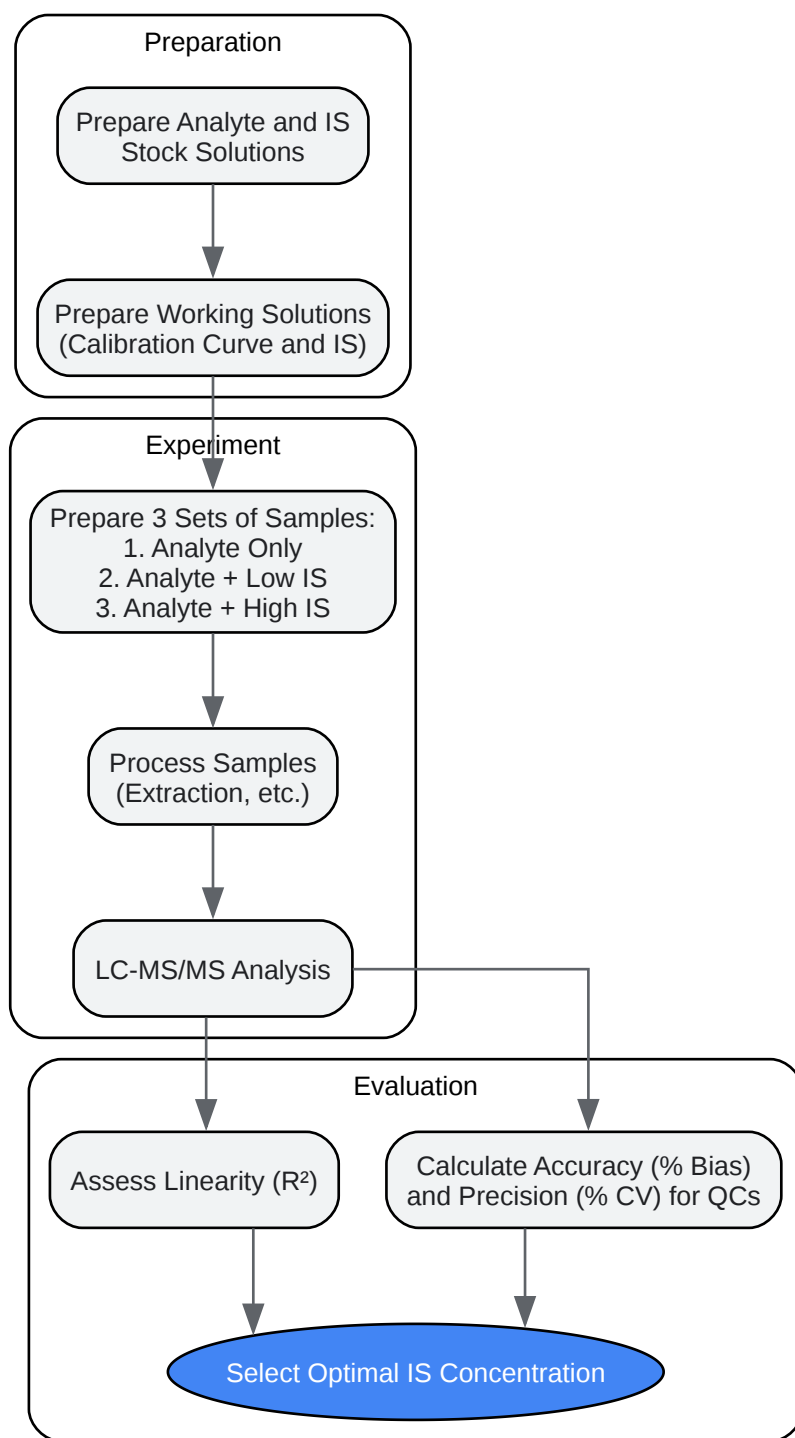 Preparation
Prepare Analyte and IS
Stock Solutions
Prepare Working Solutions
(Calibration Curve and IS)
Experiment
Prepare 3 Sets of Samples:
1. Analyte Only
2. Analyte + Low IS
3. Analyte + High IS
Process Samples
(Extraction, etc.)
LC-MS/MS Analysis
Evaluation
Assess Linearity (R²)
Calculate Accuracy (% Bias)
and Precision (% CV) for QCs
Select Optimal IS Concentration